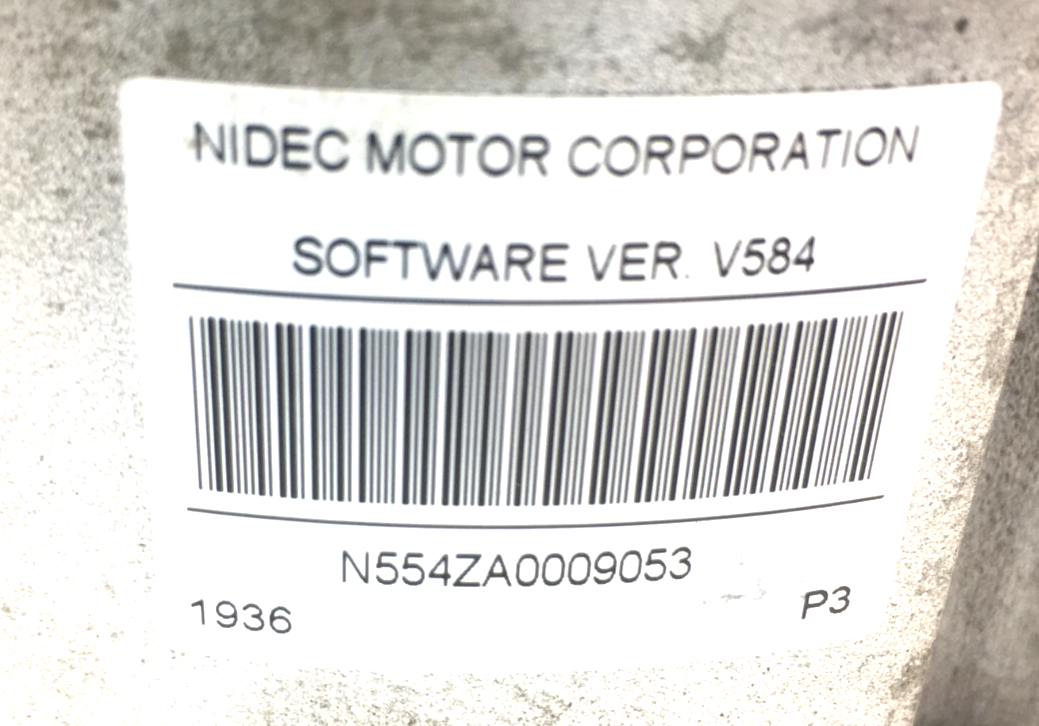 NIDEC MOTOR CORPORATION
SOFTWARE VER. V584
N554ZA0009053
1936
P3